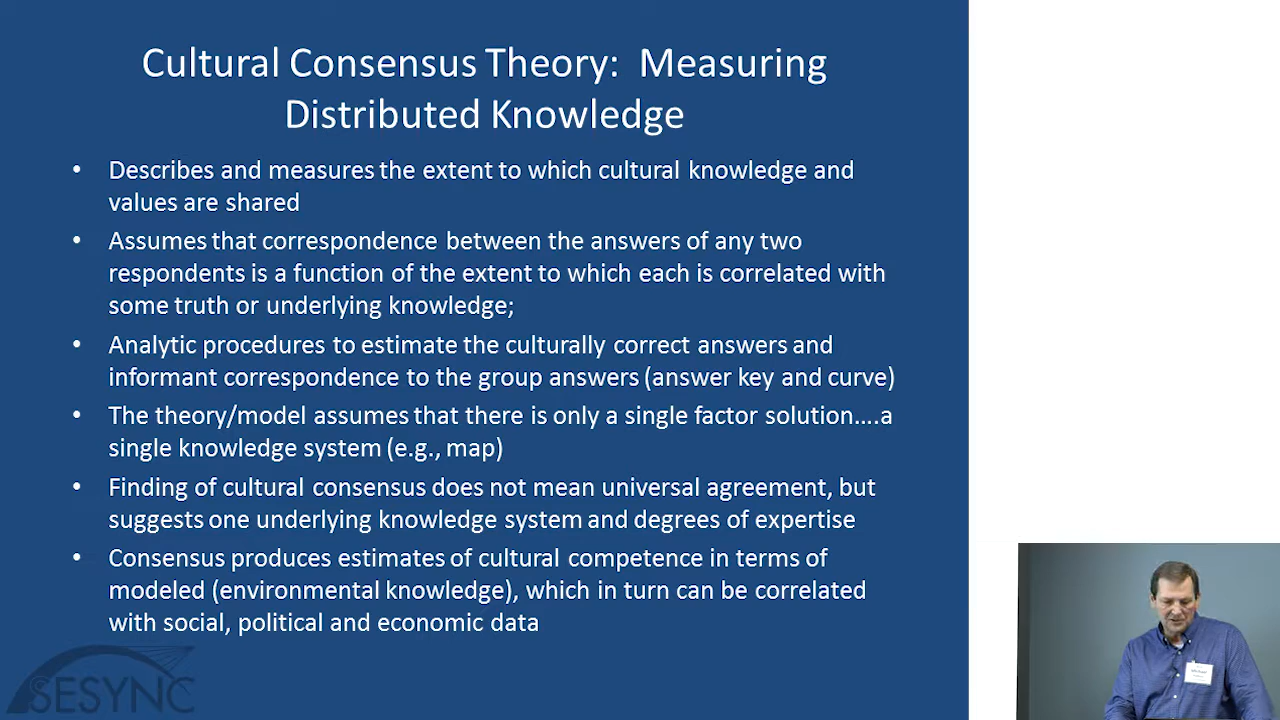 Cultural Consensus Theory: Measuring
Distributed Knowledge
• Describes and measures the extent to which cultural knowledge and
values are shared
• Assumes that correspondence between the answers of any two
respondents is a function of the extent to which each is correlated with
some truth or underlying knowledge;
• Analytic procedures to estimate the culturally correct answers and
informant correspondence to the group answers (answer key and curve)
• The theory/model assumes that there is only a single factor solution....a
single knowledge system (e.g., map)
• Finding of cultural consensus does not mean universal agreement, but
suggests one underlying knowledge system and degrees of expertise
• Consensus produces estimates of cultural competence in terms of
modeled (environmental knowledge), which in turn can be correlated
with social, political and economic data
SESYNC